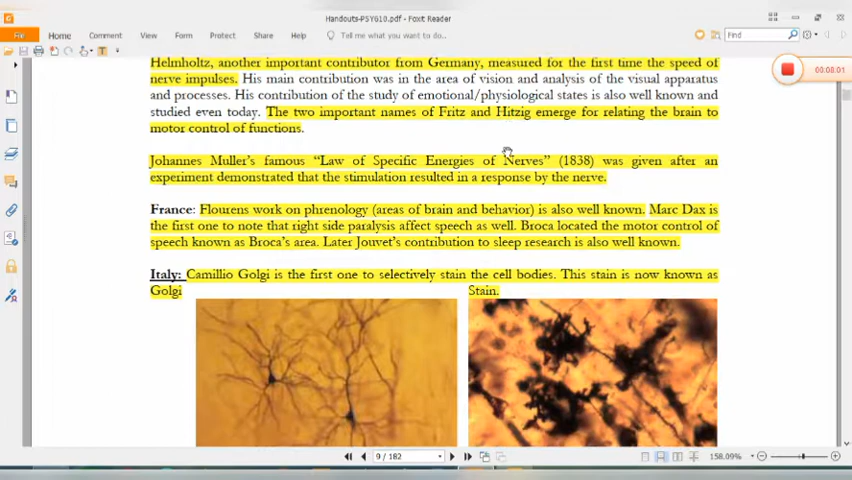 Handouts-PSY610.pdf - Foxit Reader
File Home Comment View Form Protect Share Help Tell me what you want to do.. Find
00:08:01
Helmholtz, another important contributor from Germany, measured for the first time the speed of
nerve impulses. His main contribution was in the area of vision and analysis of the visual apparatus
and processes. His contribution of the study of emotional/physiological states is also well known and
studied even today. The two important names of Fritz and Hitzig emerge for relating the brain to
motor control of functions.
Johannes Muller's famous “Law of Specific Energies of Nerves” (1838) was given after an
experiment demonstrated that the stimulation resulted in a response by the nerve.
France: Flourens work on phrenology (areas of brain and behavior) is also well known. Marc Dax is
the first one to note that right side paralysis affect speech as well. Broca located the motor control of
speech known as Broca's area. Later Jouvet's contribution to sleep research is also well known.
Italy: Camillio Golgi is the first one to selectively stain the cell bodies. This stain is now known as
Golgi Stain.
9 / 182 158.09%